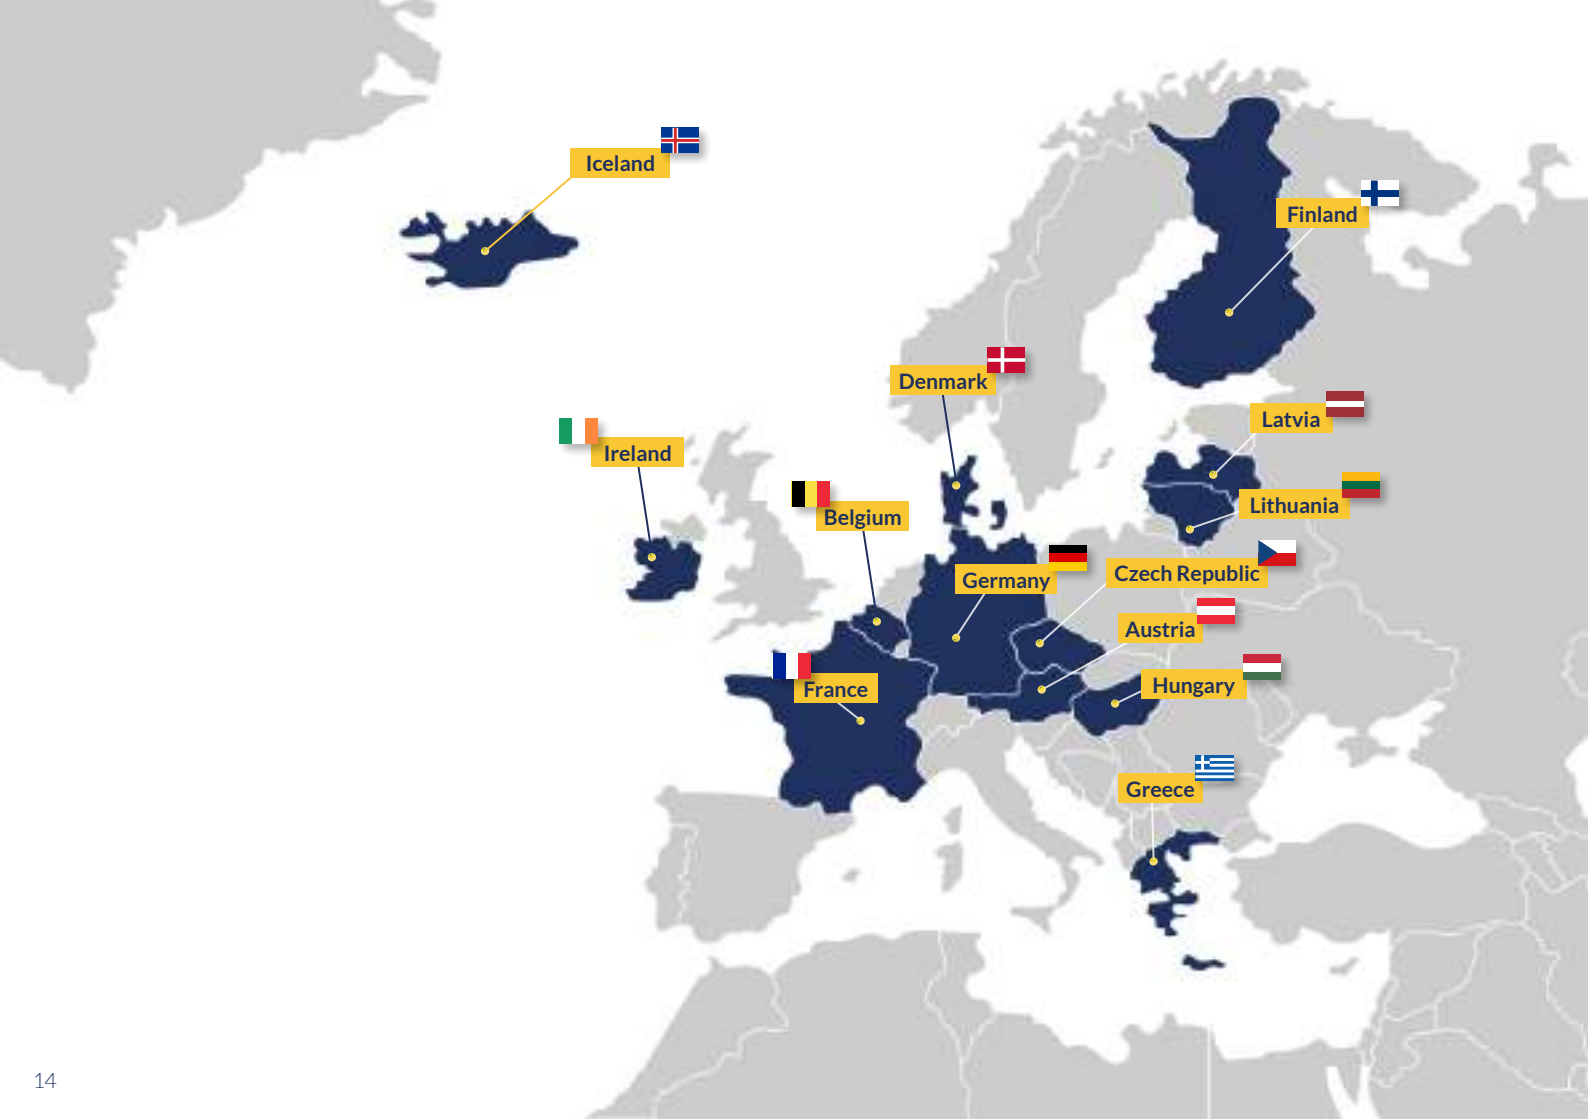 Iceland
Finland
Denmark
Latvia
Ireland
Lithuania
Belgium
Czech Republic
Germany
Austria
Hungary
France
Greece
14